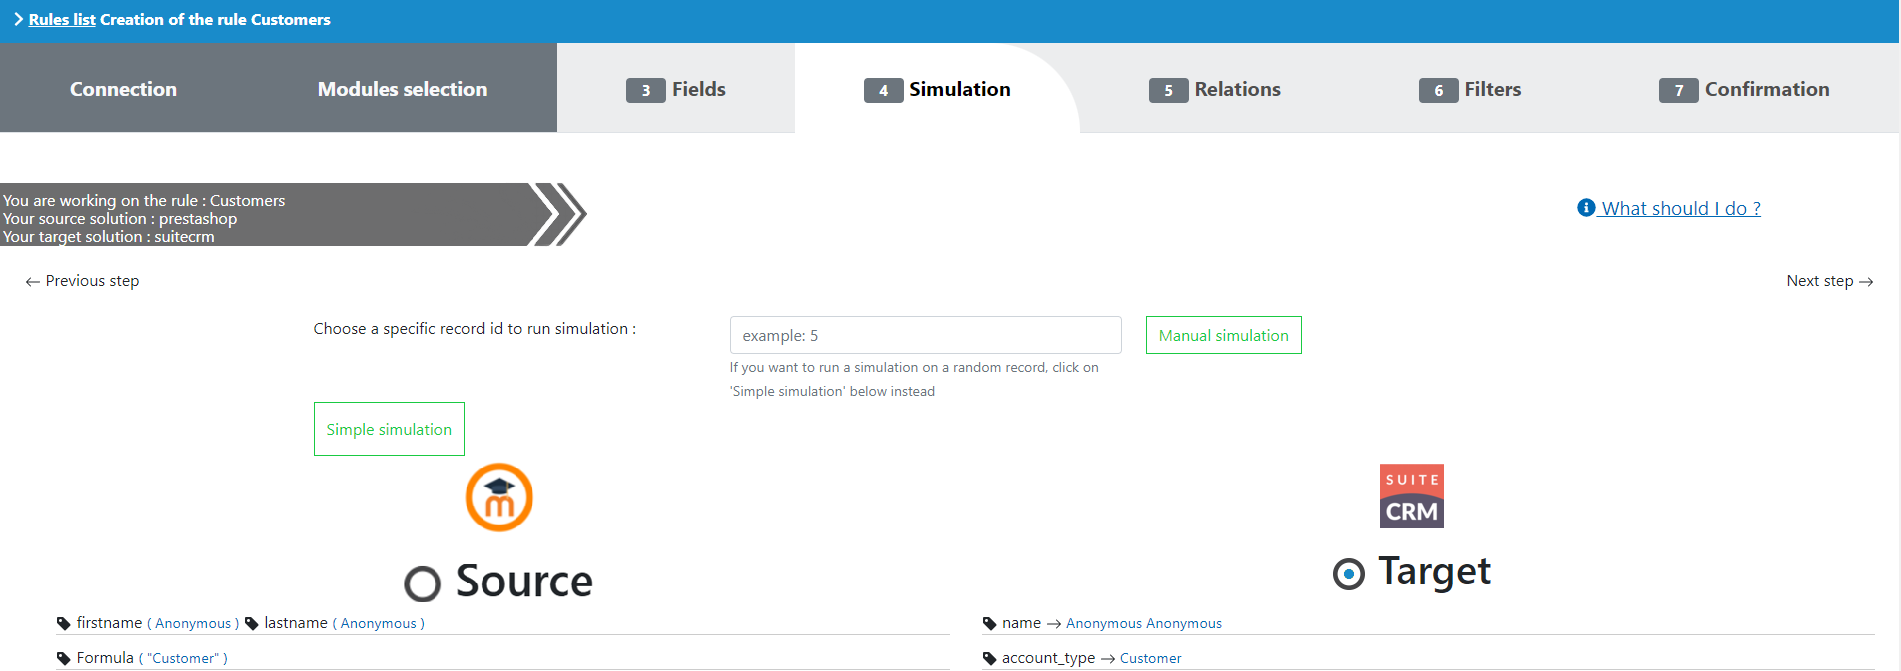 Rules list Creation of the rule Customers
Connection
Modules selection
3 Fields
4 Simulation
5 Relations
6 Filters
7 Confirmation
You are working on the rule : Customers
Your source solution : prestashop
Your target solution : suitecrm
What should I do ?
← Previous step
Next step →
Choose a specific record id to run simulation :
example: 5
Manual simulation
If you want to run a simulation on a random record, click on
'Simple simulation' below instead
Simple simulation
m
SUITE
CRM
Source
Target
firstname ( Anonymous ) lastname ( Anonymous )
name → Anonymous Anonymous
Formula ( "Customer" )
account_type → Customer